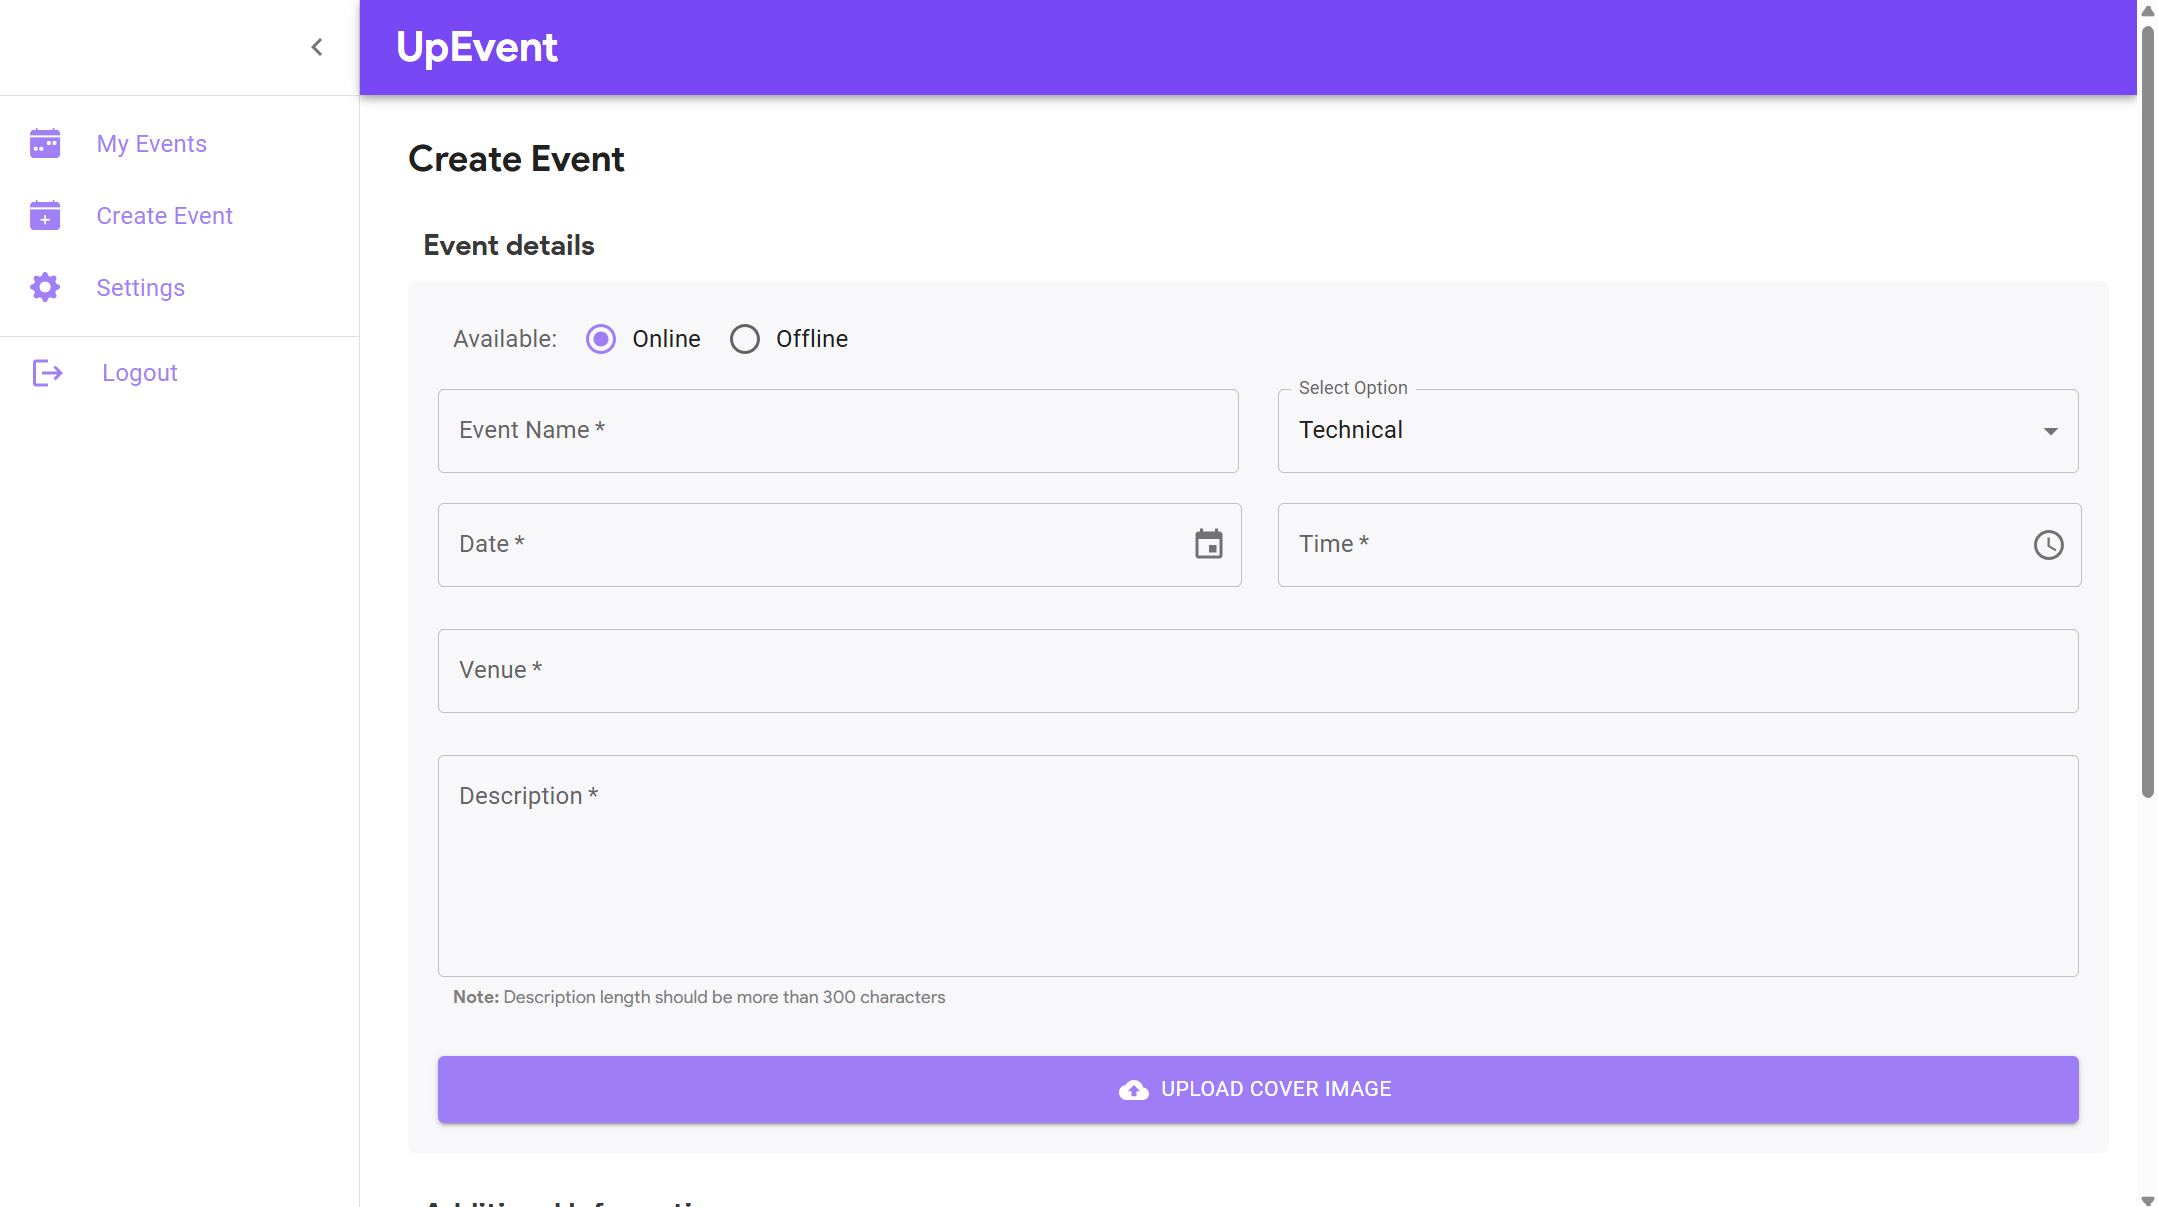 UpEvent
My Events
Create Event
Settings
Logout
Create Event
Event details
Available: Online Offline
Event Name *
Select Option
Technical
Date *
Time *
Venue *
Description *
Note: Description length should be more than 300 characters
UPLOAD COVER IMAGE